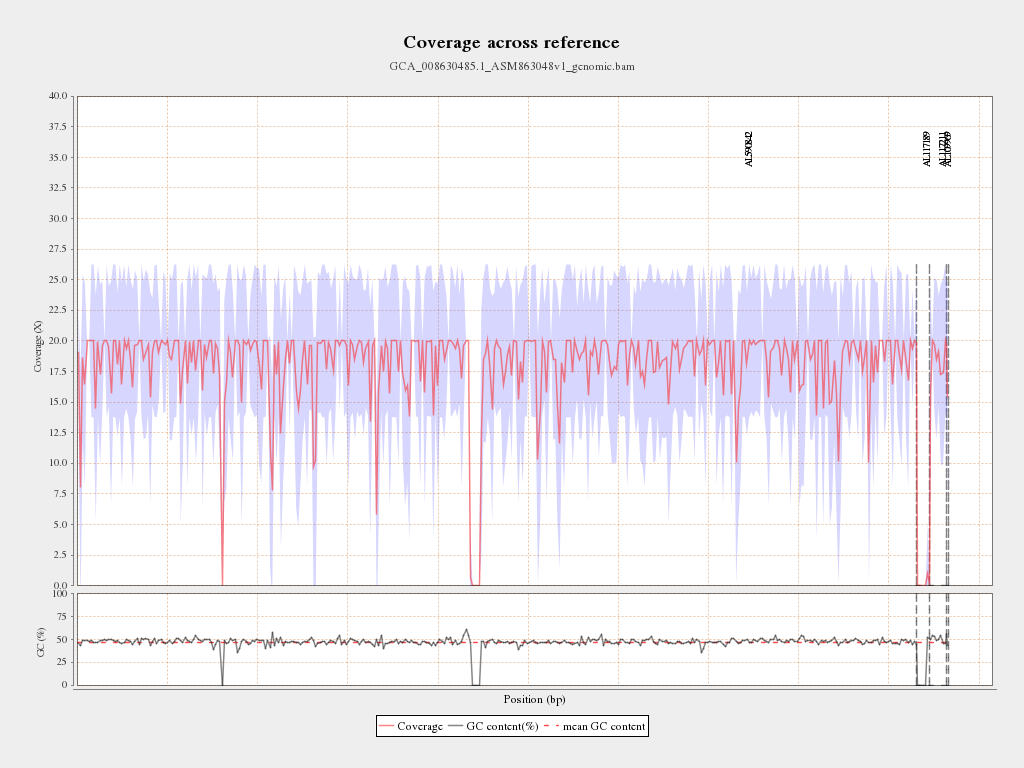 Coverage across reference
GCA_008630485.1_ASM863048v1_genomic.bam
40.0
37.5
35.0
32.5
30.0
27.5
25.0
22.5
20.0
17.5
15.0
12.5
10.0
7.5
5.0
2.5
0.0
Coverage (X)
AL590842
AL117189
AL117211
AL109969
100
75
50
25
0
GC (%)
Position (bp)
Coverage GC content(%) mean GC content